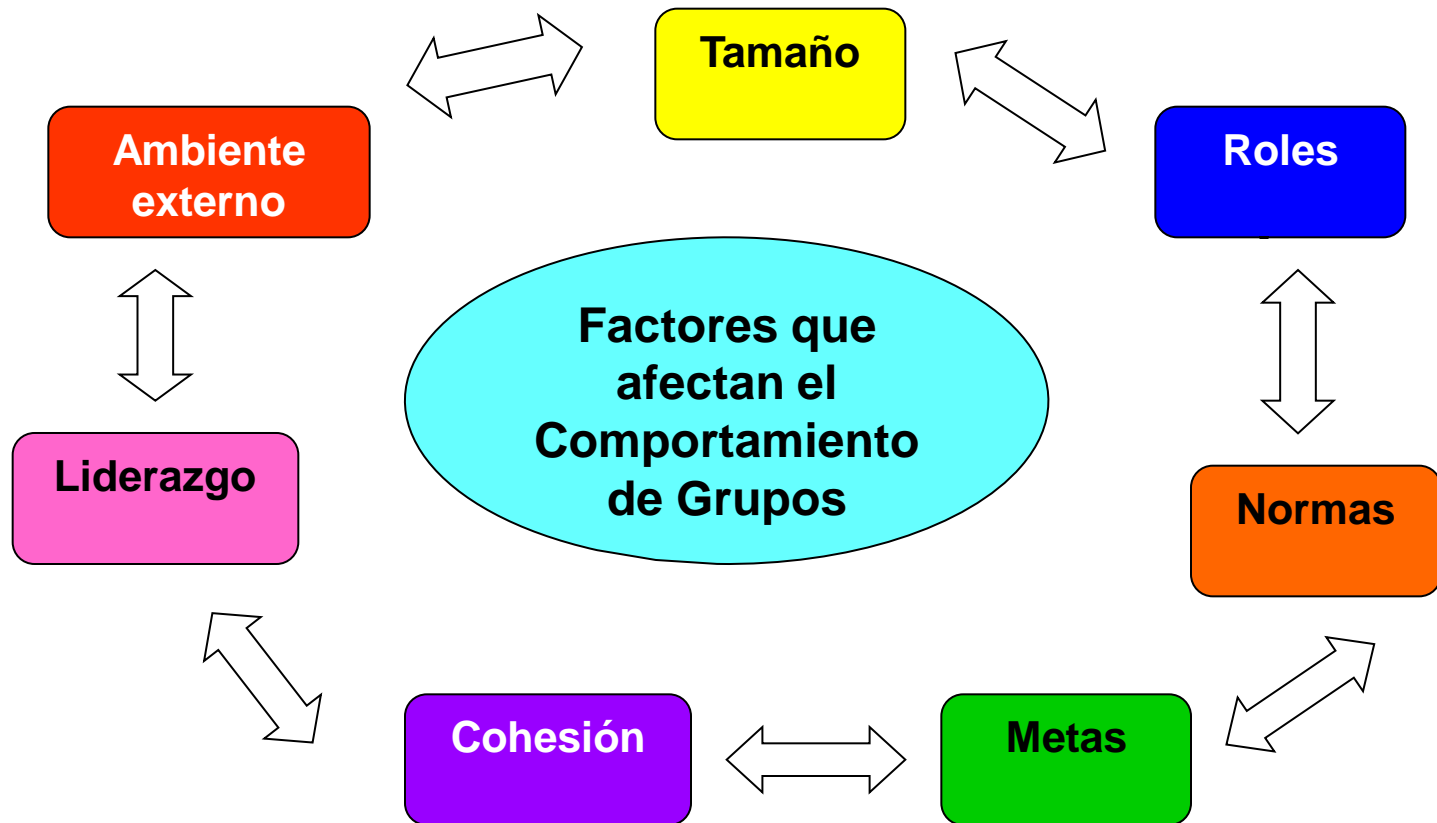 Tamaño
Ambiente
externo
Roles
Factores que
afectan el
Comportamiento
de Grupos
Liderazgo
Normas
Cohesión
Metas